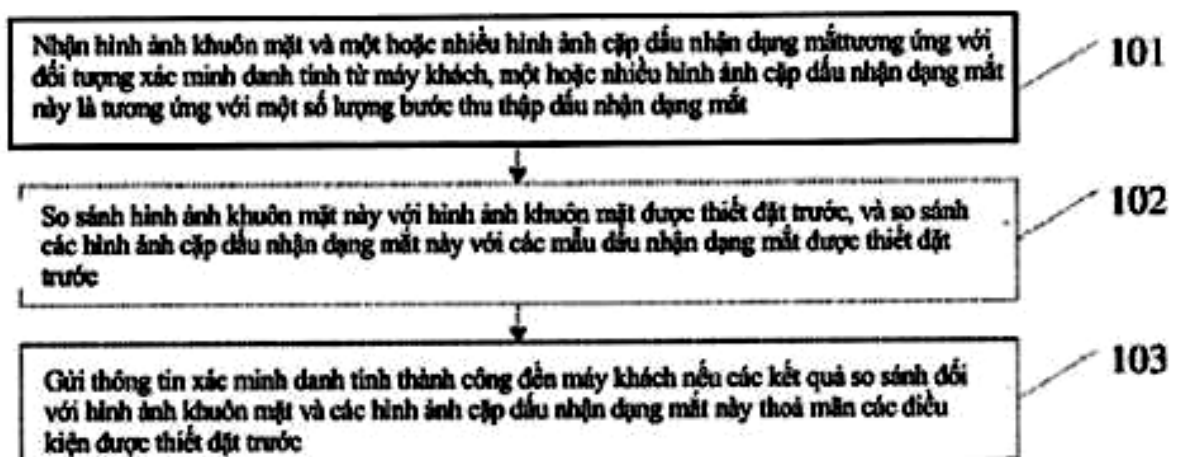 Nhận hình ảnh khuôn mặt và một hoặc nhiều hình ảnh cặp dấu nhận dạng mắttương ứng với
đối tượng xác minh danh tính từ máy khách, một hoặc nhiều hình ảnh cặp dấu nhận dạng mắt
này là tương ứng với một số lượng bước thu thập dấu nhận dạng mắt
101
So sánh hình ảnh khuôn mặt này với hình ảnh khuôn mặt được thiết đặt trước, và so sánh
các hình ảnh cặp dấu nhận dạng mắt này với các mẫu dấu nhận dạng mắt được thiết đặt
trước
102
Gửi thông tin xác minh danh tính thành công đến máy khách nếu các kết quả so sánh đối
với hình ảnh khuôn mặt và các hình ảnh cặp dấu nhận dạng mắt này thoả mãn các điều
kiện được thiết đặt trước
103